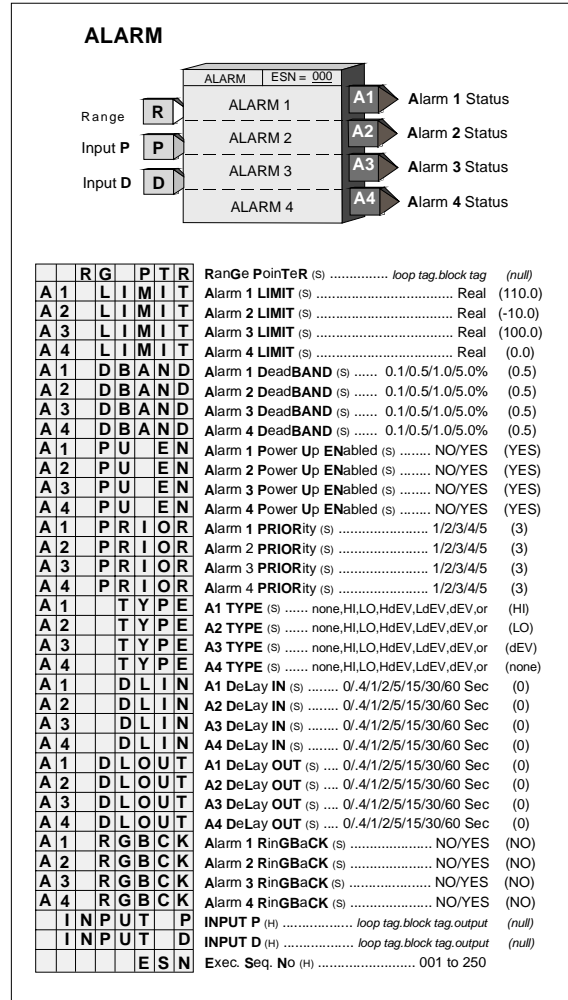 ALARM
ALARM ESN = 000
ALARM 1
ALARM 2
ALARM 3
ALARM 4
Range R
Input P P
Input D D
A1 Alarm 1 Status
A2 Alarm 2 Status
A3 Alarm 3 Status
A4 Alarm 4 Status
R G P T R RanGe PoinTeR (S) ............... loop tag.block tag (null)
A 1 L I M I T Alarm 1 LIMIT (S) .................................. Real (110.0)
A 2 L I M I T Alarm 2 LIMIT (S) .................................. Real (-10.0)
A 3 L I M I T Alarm 3 LIMIT (S) .................................. Real (100.0)
A 4 L I M I T Alarm 4 LIMIT (S) .................................. Real (0.0)
A 1 D B A N D Alarm 1 DeadBAND (S) ...... 0.1/0.5/1.0/5.0% (0.5)
A 2 D B A N D Alarm 2 DeadBAND (S) ...... 0.1/0.5/1.0/5.0% (0.5)
A 3 D B A N D Alarm 3 DeadBAND (S) ...... 0.1/0.5/1.0/5.0% (0.5)
A 4 D B A N D Alarm 4 DeadBAND (S) ...... 0.1/0.5/1.0/5.0% (0.5)
A 1 P U E N Alarm 1 Power Up ENabled (S) ........ NO/YES (YES)
A 2 P U E N Alarm 2 Power Up ENabled (S) ........ NO/YES (YES)
A 3 P U E N Alarm 3 Power Up ENabled (S) ........ NO/YES (YES)
A 4 P U E N Alarm 4 Power Up ENabled (S) ........ NO/YES (YES)
A 1 P R I O R Alarm 1 PRIORity (S) ....................... 1/2/3/4/5 (3)
A 2 P R I O R Alarm 2 PRIORity (S) ....................... 1/2/3/4/5 (3)
A 3 P R I O R Alarm 3 PRIORity (S) ....................... 1/2/3/4/5 (3)
A 4 P R I O R Alarm 4 PRIORity (S) ....................... 1/2/3/4/5 (3)
A 1 T Y P E A1 TYPE (S) ...... none,HI,LO,HdEV,LdEV,dEV,or (HI)
A 2 T Y P E A2 TYPE (S) ...... none,HI,LO,HdEV,LdEV,dEV,or (LO)
A 3 T Y P E A3 TYPE (S) ...... none,HI,LO,HdEV,LdEV,dEV,or (dEV)
A 4 T Y P E A4 TYPE (S) ...... none,HI,LO,HdEV,LdEV,dEV,or (none)
A 1 D L I N A1 DeLay IN (S) ........ 0/.4/1/2/5/15/30/60 Sec (0)
A 2 D L I N A2 DeLay IN (S) ........ 0/.4/1/2/5/15/30/60 Sec (0)
A 3 D L I N A3 DeLay IN (S) ........ 0/.4/1/2/5/15/30/60 Sec (0)
A 4 D L I N A4 DeLay IN (S) ........ 0/.4/1/2/5/15/30/60 Sec (0)
A 1 D L O U T A1 DeLay OUT (S) .... 0/.4/1/2/5/15/30/60 Sec (0)
A 2 D L O U T A2 DeLay OUT (S) .... 0/.4/1/2/5/15/30/60 Sec (0)
A 3 D L O U T A3 DeLay OUT (S) .... 0/.4/1/2/5/15/30/60 Sec (0)
A 4 D L O U T A4 DeLay OUT (S) .... 0/.4/1/2/5/15/30/60 Sec (0)
A 1 R G B C K Alarm 1 RinGBaCK (S) ..................... NO/YES (NO)
A 2 R G B C K Alarm 2 RinGBaCK (S) ..................... NO/YES (NO)
A 3 R G B C K Alarm 3 RinGBaCK (S) ..................... NO/YES (NO)
A 4 R G B C K Alarm 4 RinGBaCK (S) ..................... NO/YES (NO)
I N P U T P INPUT P (H) .................. loop tag.block tag.output (null)
I N P U T D INPUT D (H) ................. loop tag.block tag.output (null)
E S N Exec. Seq. No (H) ........................ 001 to 250